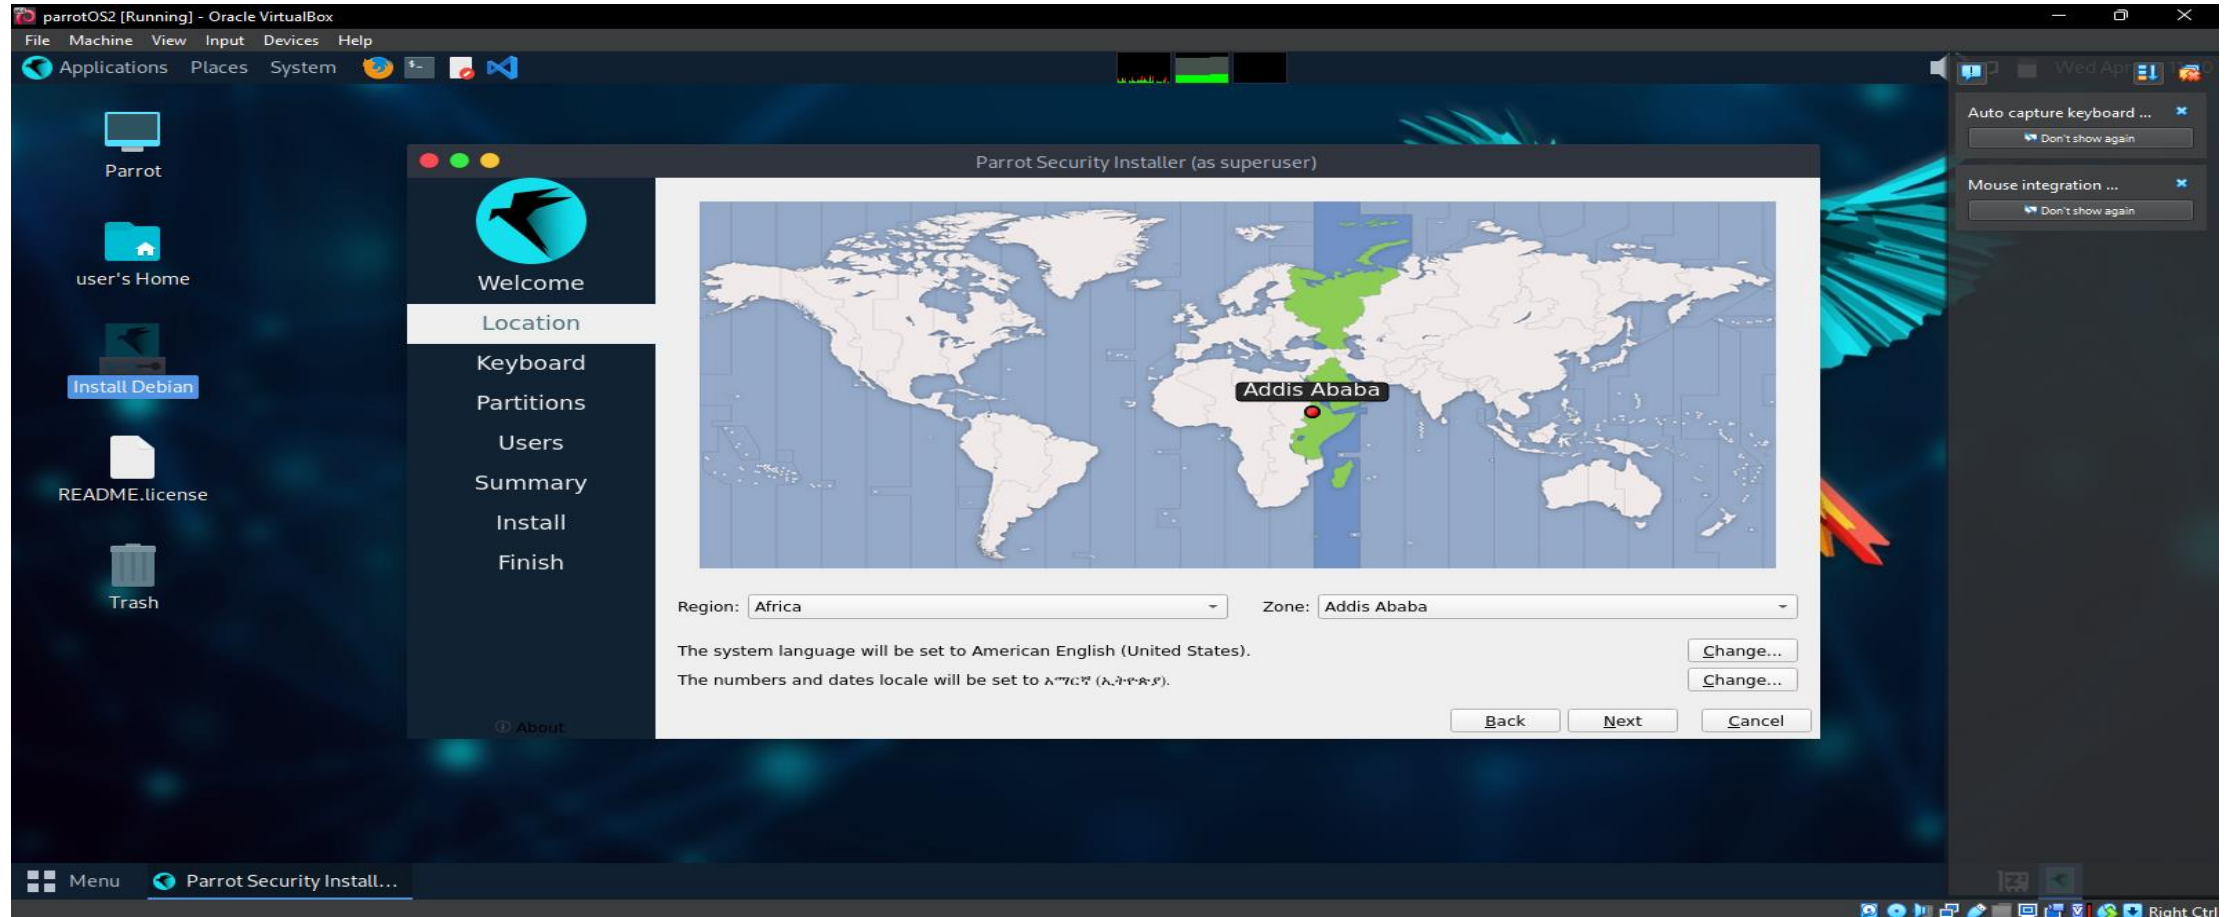 parrotOS2 [Running] - Oracle VirtualBox
File Machine View Input Devices Help
Applications Places System
Wed Apr
Auto capture keyboard ...
Don't show again
Mouse integration ...
Don't show again
Parrot
user's Home
Install Debian
README.license
Trash
Parrot Security Installer (as superuser)
Welcome
Location
Keyboard
Partitions
Users
Summary
Install
Finish
About
Addis Ababa
Region: Africa Zone: Addis Ababa
The system language will be set to American English (United States). Change...
The numbers and dates locale will be set to አማርኛ (ኢትዮጵያ). Change...
Back Next Cancel
Menu Parrot Security Install...
Right Ctrl